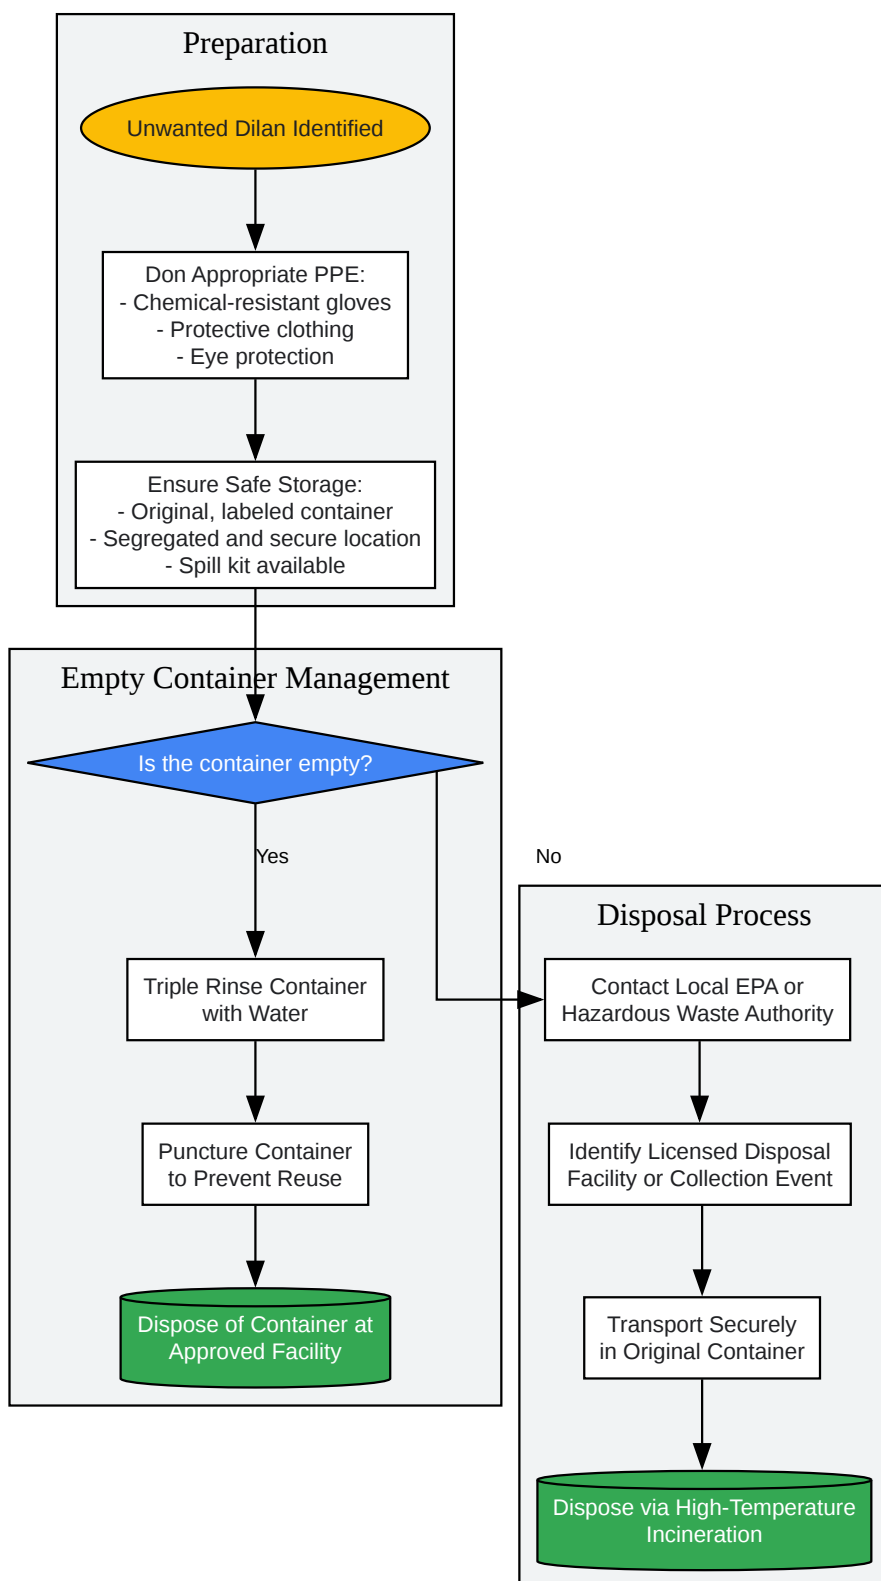 Preparation
Unwanted Dilan Identified
Don Appropriate PPE:
- Chemical-resistant gloves
- Protective clothing
- Eye protection
Ensure Safe Storage:
- Original, labeled container
- Segregated and secure location
- Spill kit available
Empty Container Management
Is the container empty?
Yes
No
Triple Rinse Container
with Water
Puncture Container
to Prevent Reuse
Dispose of Container at
Approved Facility
Disposal Process
Contact Local EPA or
Hazardous Waste Authority
Identify Licensed Disposal
Facility or Collection Event
Transport Securely
in Original Container
Dispose via High-Temperature
Incineration